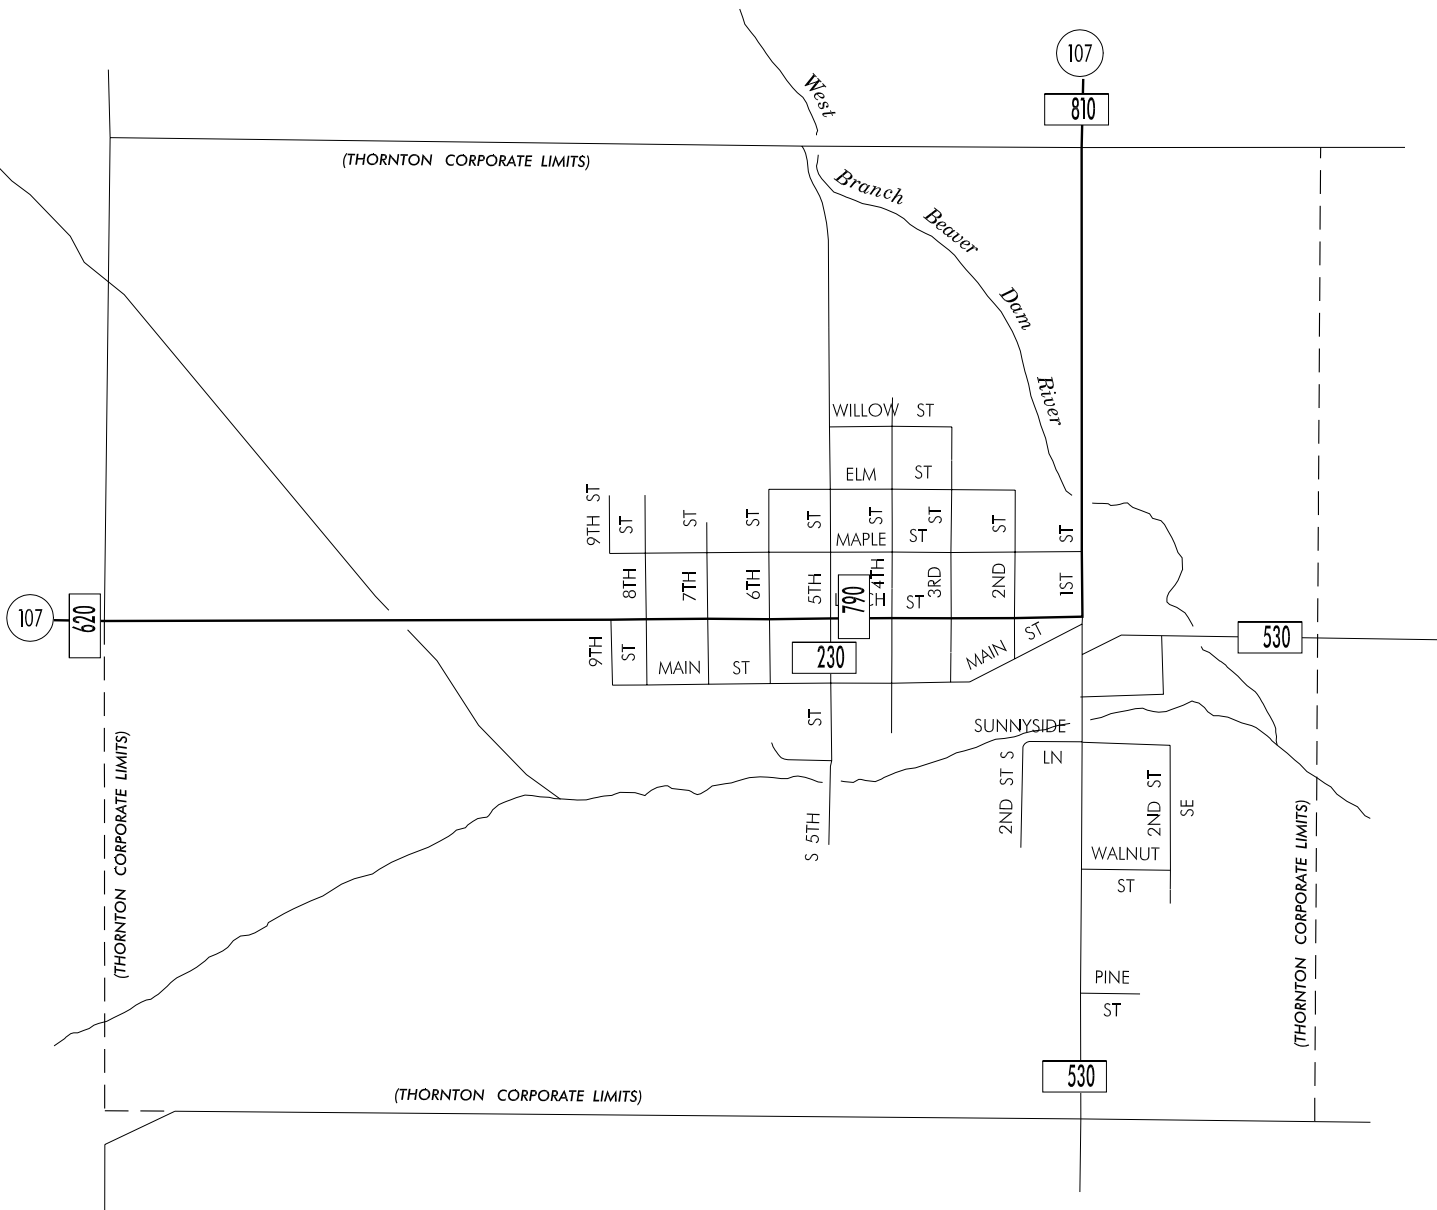 107
810
West
(THORNTON CORPORATE LIMITS)
Branch
Beaver
Dam
River
WILLOW ST
ELM ST
9TH ST
ST
ST
ST
ST
ST
ST
ST
ST
MAPLE ST
8TH
7TH
6TH
5TH
4TH
3RD
2ND
1ST
790
ST
107
620
530
9TH
ST
MAIN ST
230
MAIN ST
ST
SUNNYSIDE
LN
2ND ST S
2ND ST
SE
S 5TH
WALNUT
ST
(THORNTON CORPORATE LIMITS)
(THORNTON CORPORATE LIMITS)
PINE
ST
530
(THORNTON CORPORATE LIMITS)